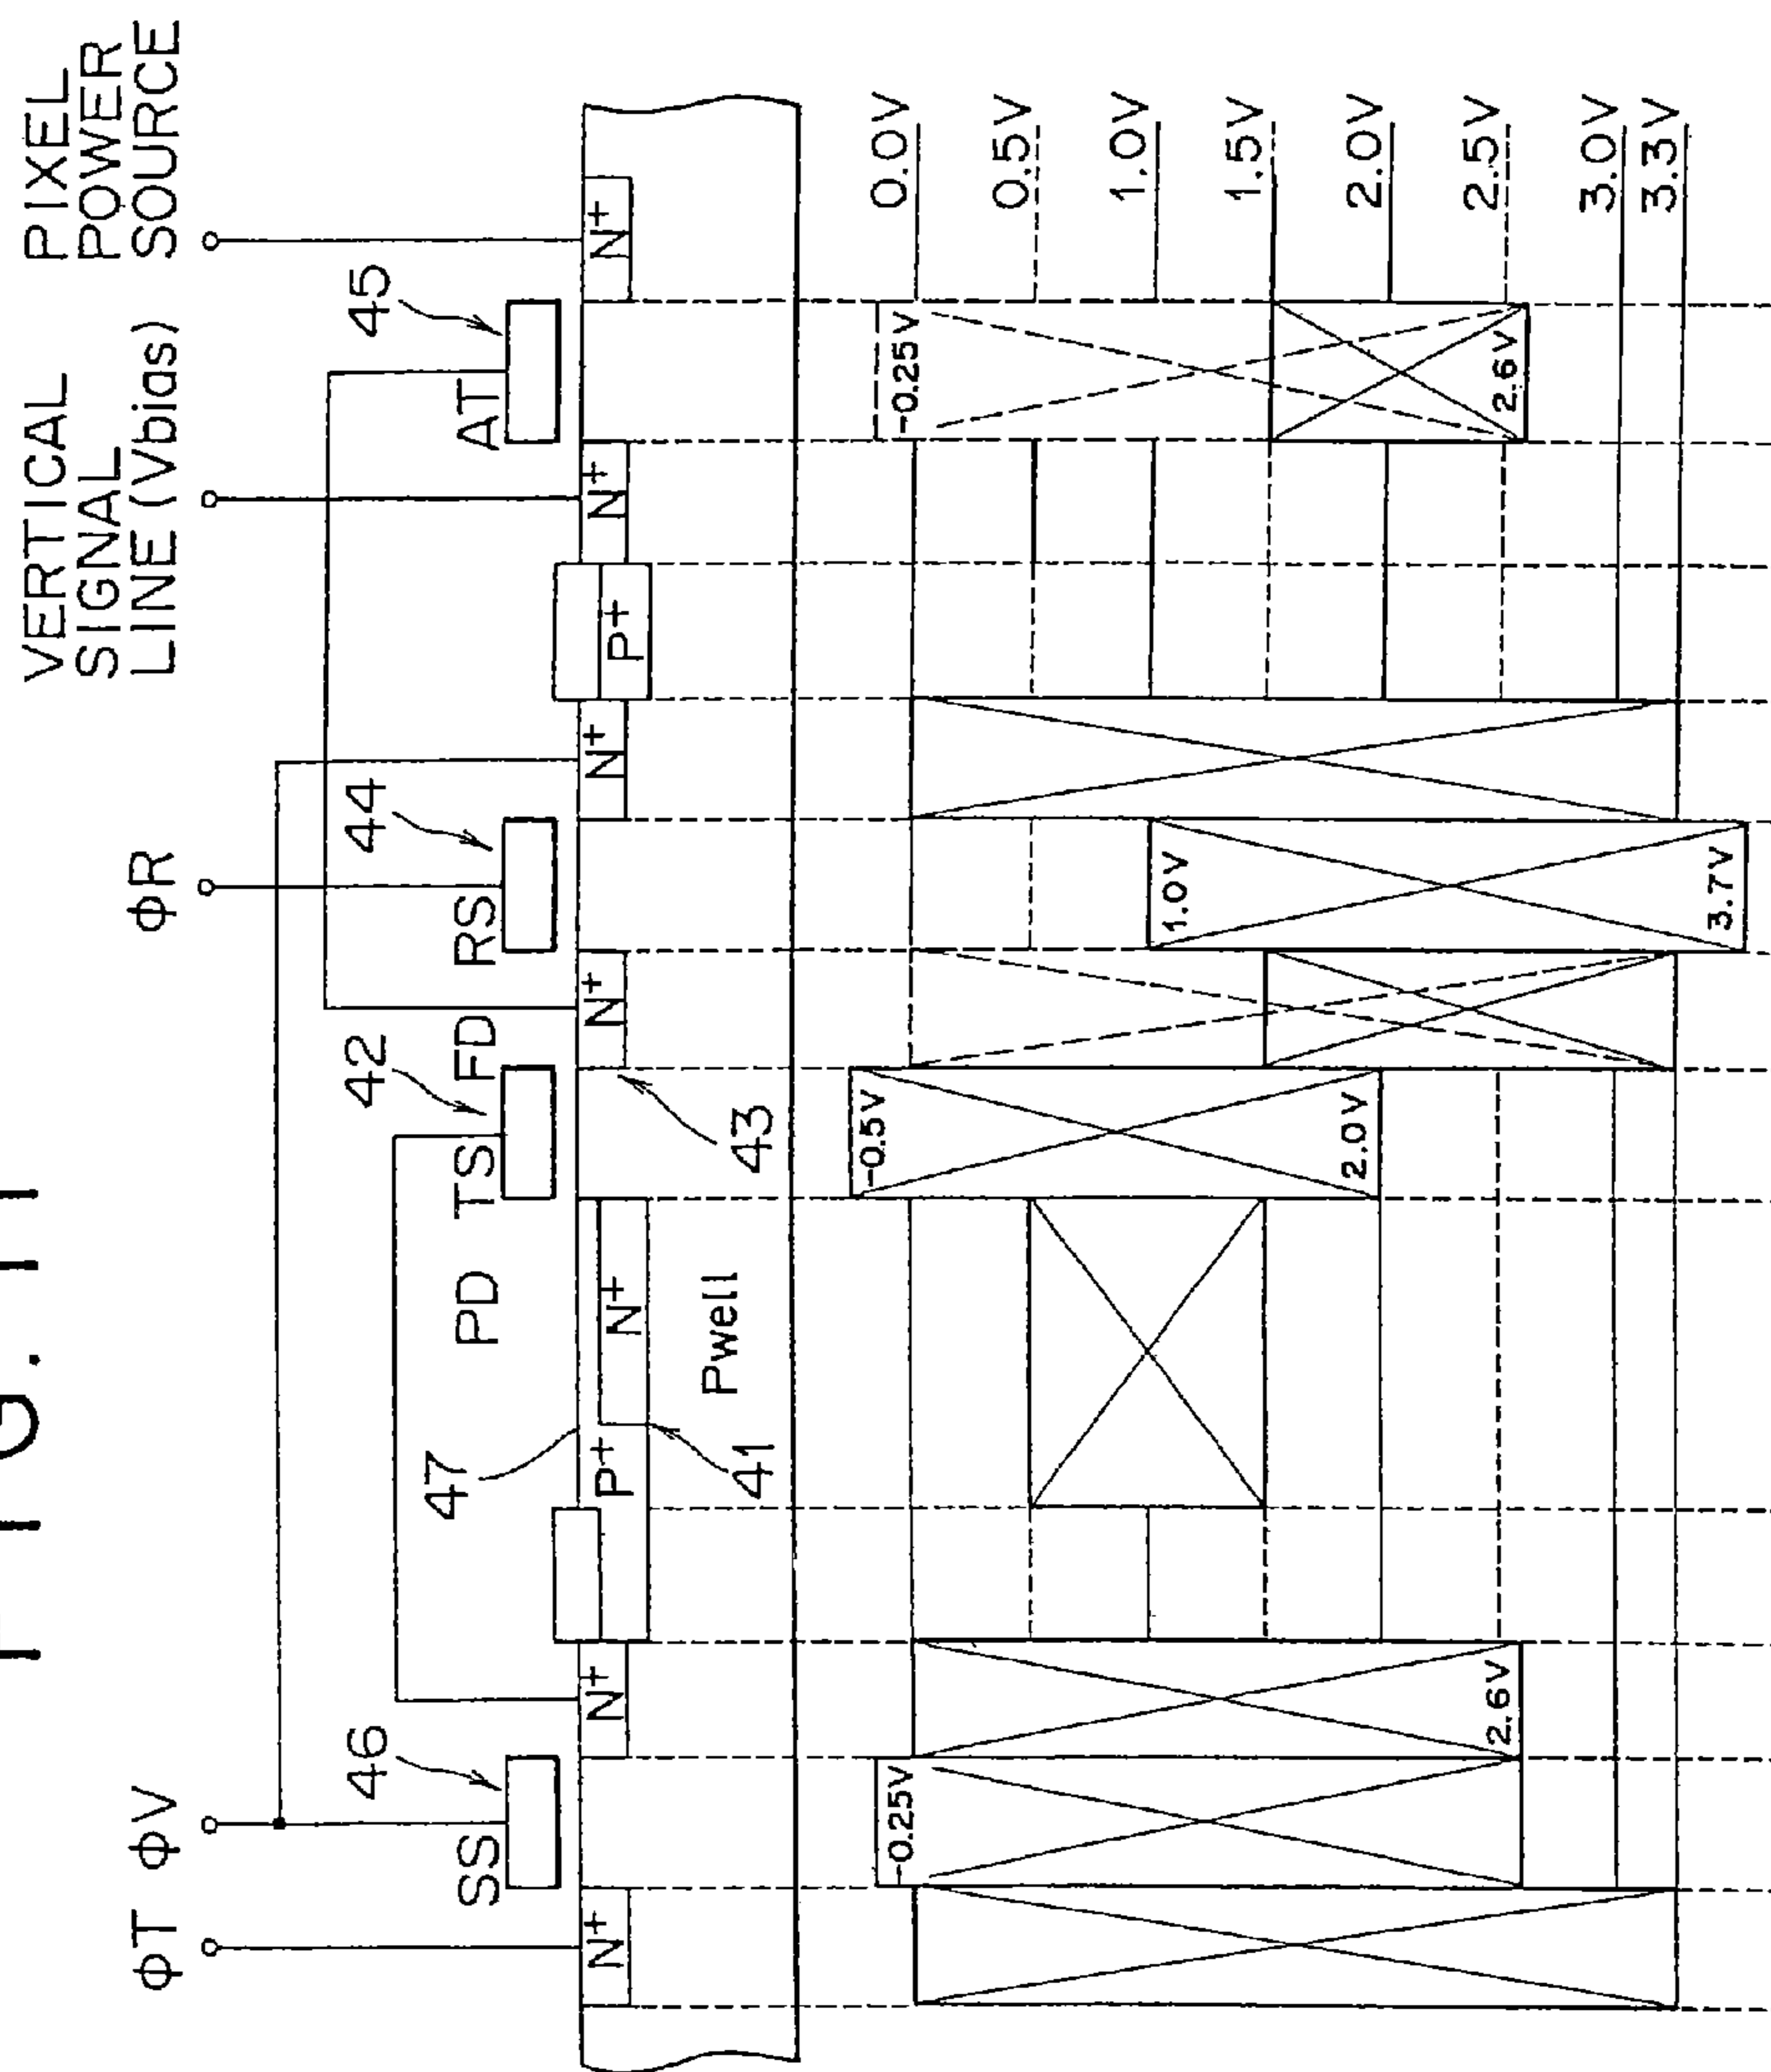 FIG. 11
φT
φV
φR
VERTICAL
SIGNAL
LINE (Vbias)
PIXEL
POWER
SOURCE
46
42
44
45
47
SS
PD
TS
FD
RS
AT
N+
N+
P+
N+
N+
N+
P+
N+
N+
41
Pwell
43
-0.25V
2.6V
-0.5V
2.0V
1.0V
3.7V
-0.25V
2.6V
0.0V
0.5V
1.0V
1.5V
2.0V
2.5V
3.0V
3.3V